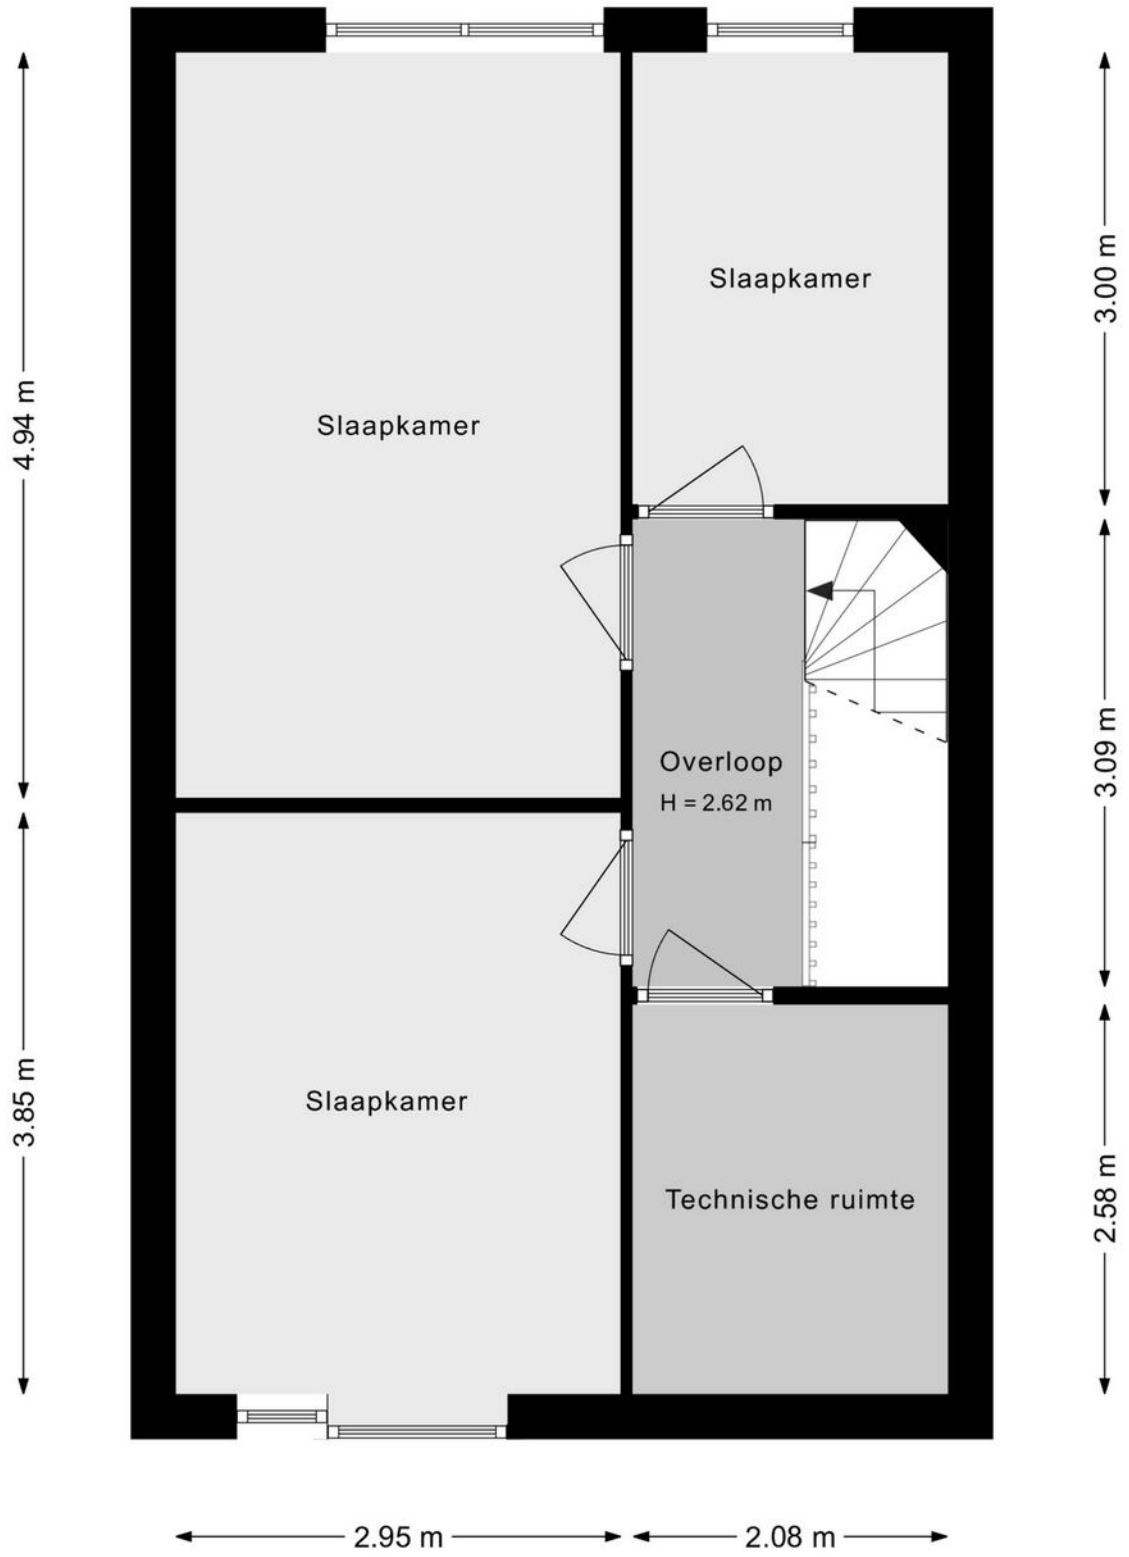 Slaapkamer
3.00 m
Slaapkamer
4.94 m
Overloop
H = 2.62 m
3.09 m
Slaapkamer
3.85 m
Technische ruimte
2.58 m
2.95 m
2.08 m